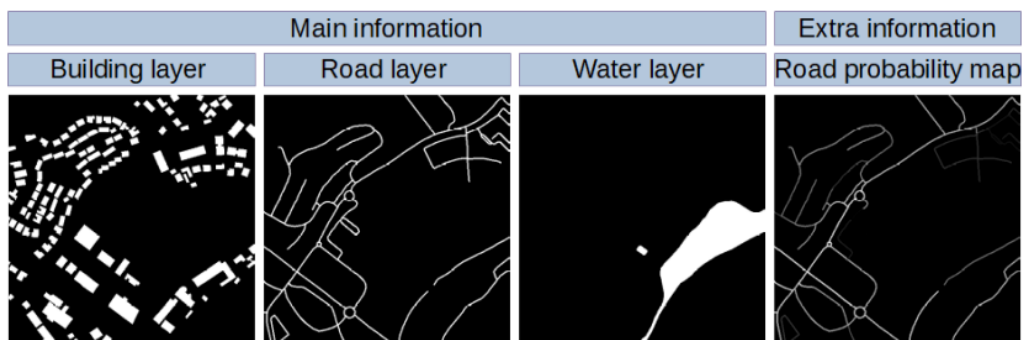 Main information
Extra information
Building layer
Road layer
Water layer
Road probability map